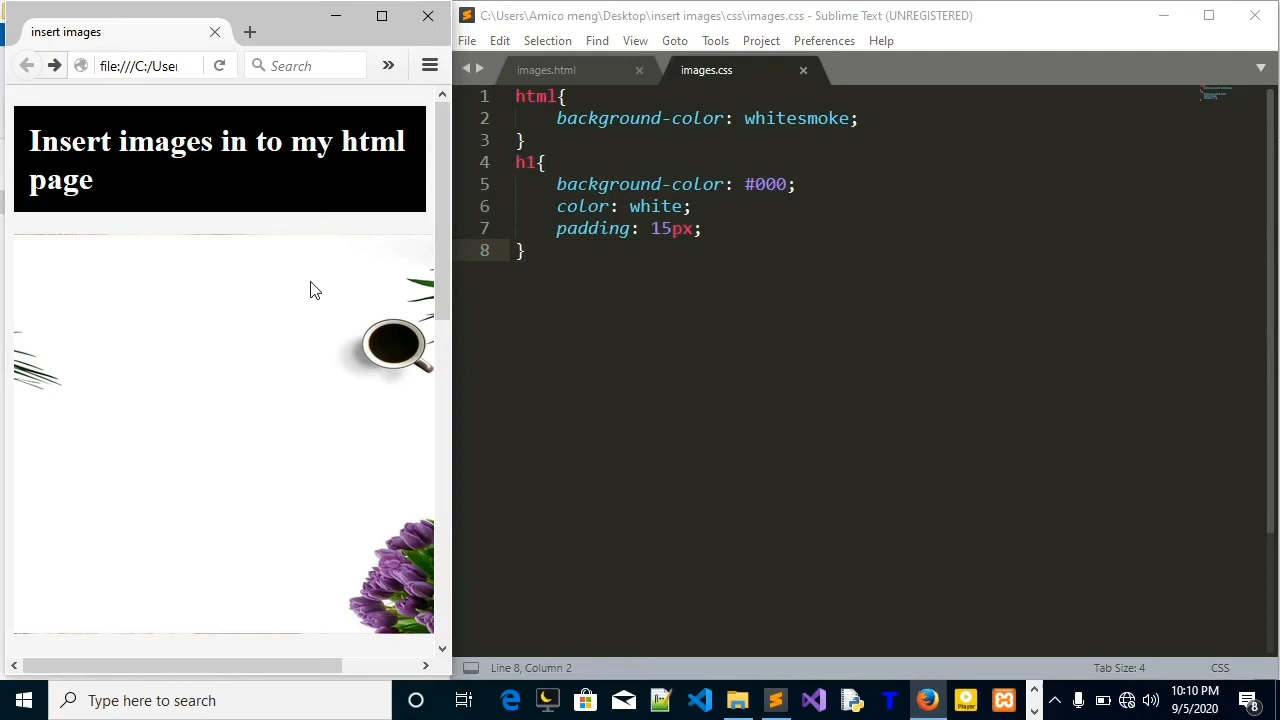 insert images
file:///C:/Use
Search
Insert images in to my html
page
C:\Users\Amico meng\Desktop\insert images\css\images.css - Sublime Text (UNREGISTERED)
File Edit Selection Find View Goto Tools Project Preferences Help
images.html
images.css
1 html{
2 background-color: whitesmoke;
3 }
4 h1{
5 background-color: #000;
6 color: white;
7 padding: 15px;
8 }
Line 8, Column 2
Tab Size: 4
CSS
Type here to search
Player
10:10 PM
9/5/2020
6